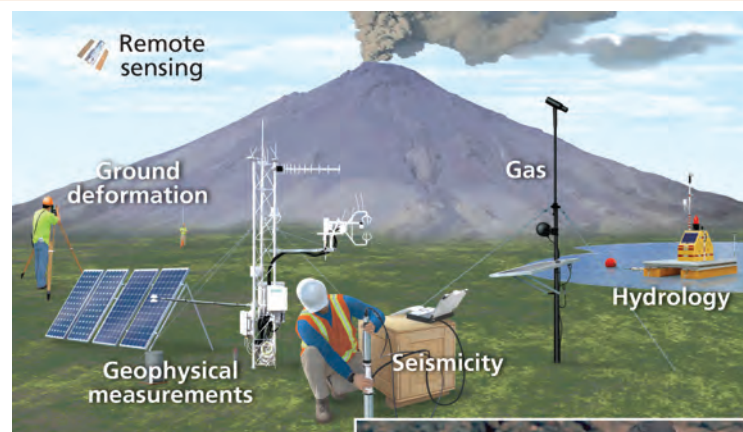 Remote
sensing
Ground
deformation
Gas
Hydrology
Seismicity
Geophysical
measurements